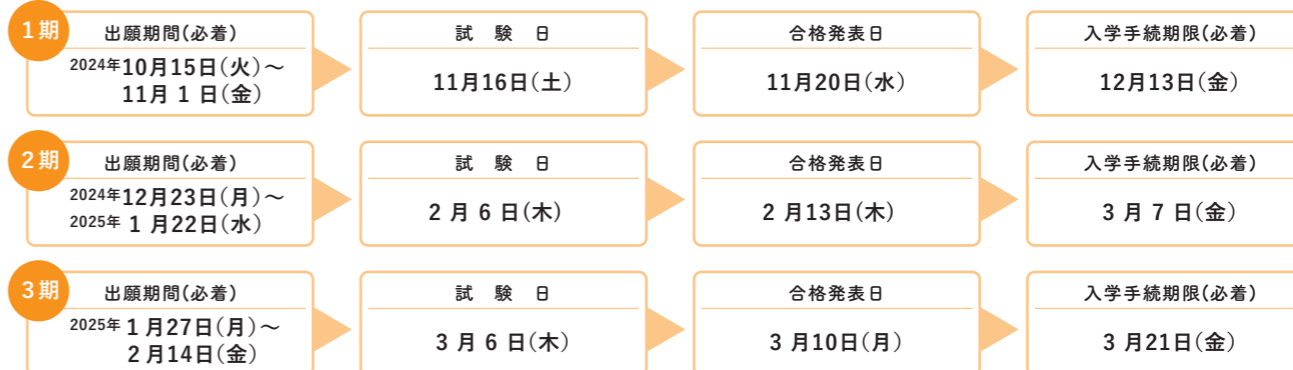 1期
出願期間(必着)
2024年10月15日(火)～
11月 1 日(金)
試 験 日
11月16日(土)
合格発表日
11月20日(水)
入学手続期限(必着)
12月13日(金)
2期
出願期間(必着)
2024年12月23日(月)～
2025年 1 月22日(水)
試 験 日
2 月 6 日(木)
合格発表日
2 月13日(木)
入学手続期限(必着)
3 月 7 日(金)
3期
出願期間(必着)
2025年 1 月27日(月)～
2 月14日(金)
試 験 日
3 月 6 日(木)
合格発表日
3 月10日(月)
入学手続期限(必着)
3 月21日(金)